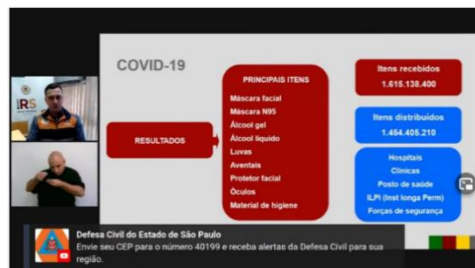 IRS
COVID-19
RESULTADOS
PRINCIPAIS ITENS
Máscara facial
Máscara N95
Álcool gel
Álcool líquido
Luvas
Aventais
Protetor facial
Óculos
Material de higiene
Itens recebidos
1.615.138.400
Itens distribuídos
1.454.405.210
Hospitais
Clínicas
Posto de saúde
ILPI (Inst longa Perm)
Forças de segurança
Defesa Civil do Estado de São Paulo
Envie seu CEP para o número 40199 e receba alertas da Defesa Civil para sua
região.